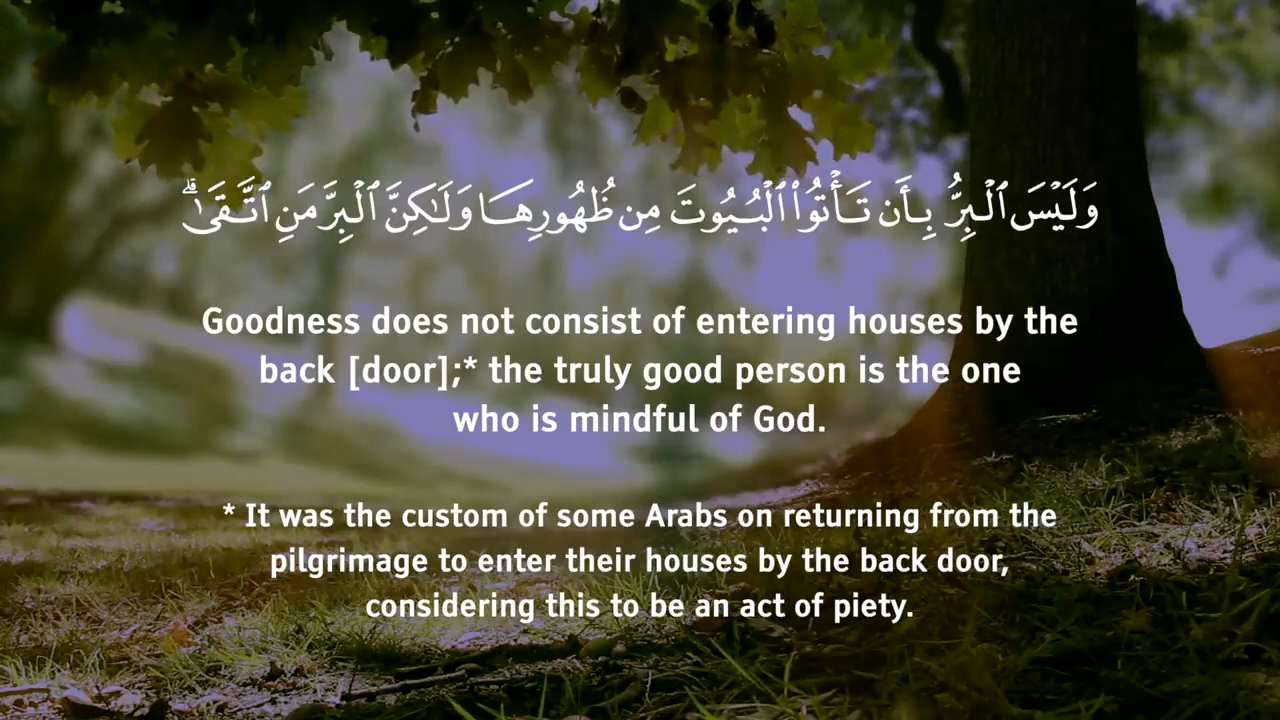 وَلَيْسَ ٱلْبِرُّ بِأَن تَأْتُوا۟ ٱلْبُيُوتَ مِن ظُهُورِهَا وَلَـٰكِنَّ ٱلْبِرَّ مَنِ ٱتَّقَىٰ ۗ
Goodness does not consist of entering houses by the
back [door];* the truly good person is the one
who is mindful of God.
* It was the custom of some Arabs on returning from the
pilgrimage to enter their houses by the back door,
considering this to be an act of piety.